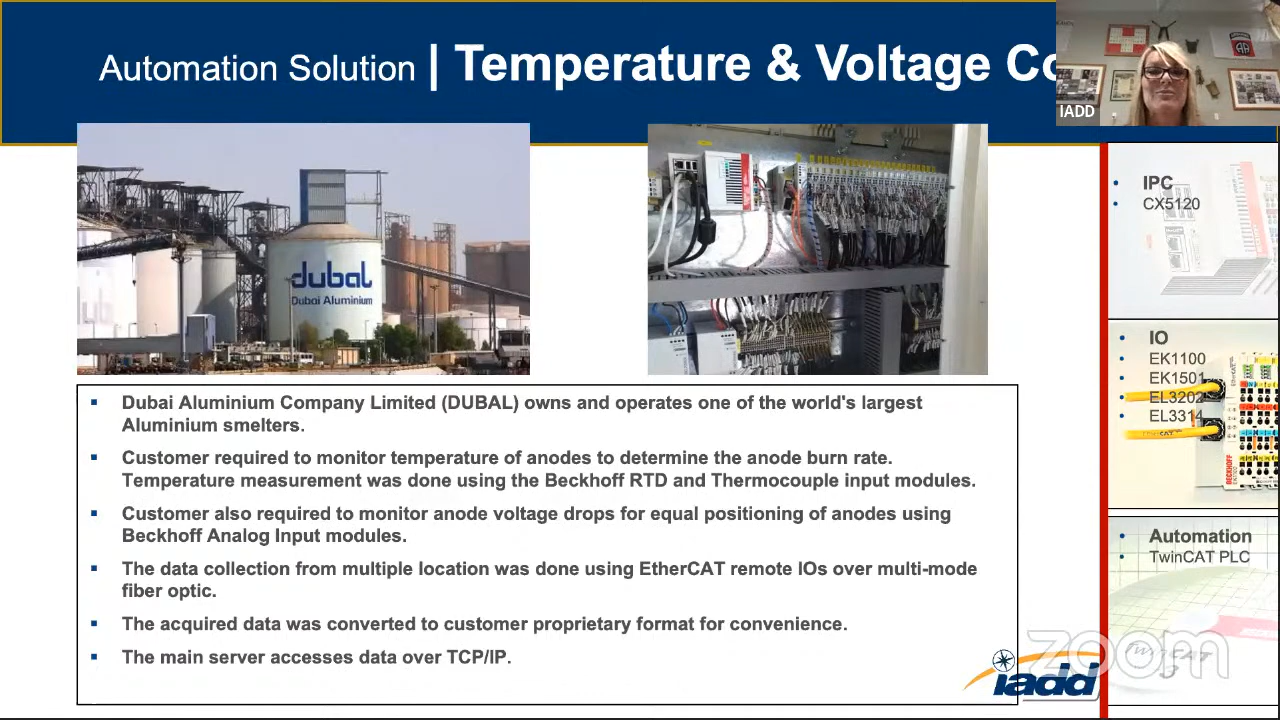 Automation Solution | Temperature & Voltage Co
IADD
dubal
Dubai Aluminium
IPC
CX5120
IO
EK1100
EK1501
EL3202
EL3314
EtherCAT
BECKHOFF
Automation
TwinCAT PLC
Dubai Aluminium Company Limited (DUBAL) owns and operates one of the world's largest
Aluminium smelters.
Customer required to monitor temperature of anodes to determine the anode burn rate.
Temperature measurement was done using the Beckhoff RTD and Thermocouple input modules.
Customer also required to monitor anode voltage drops for equal positioning of anodes using
Beckhoff Analog Input modules.
The data collection from multiple location was done using EtherCAT remote IOs over multi-mode
fiber optic.
The acquired data was converted to customer proprietary format for convenience.
The main server accesses data over TCP/IP.
iadd
zoom